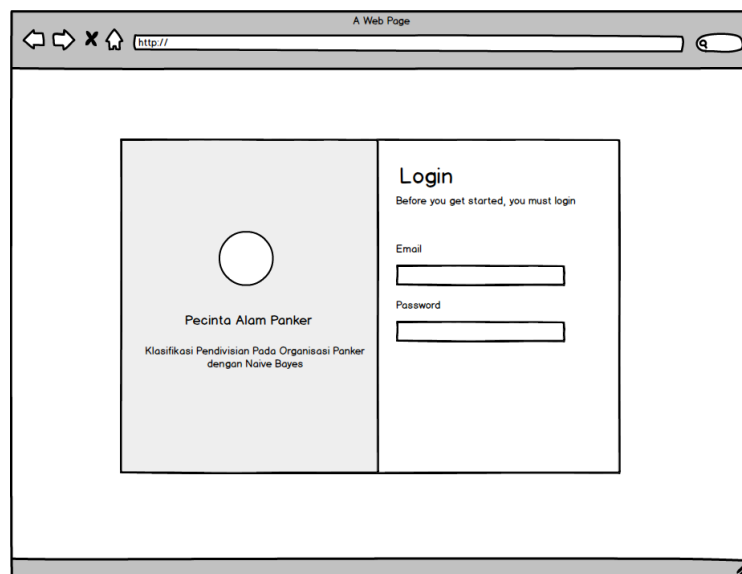 A Web Page
http://
Login
Before you get started, you must login
Email
Password
Pecinta Alam Panker
Klasifikasi Pendivisian Pada Organisasi Panker
dengan Naive Bayes